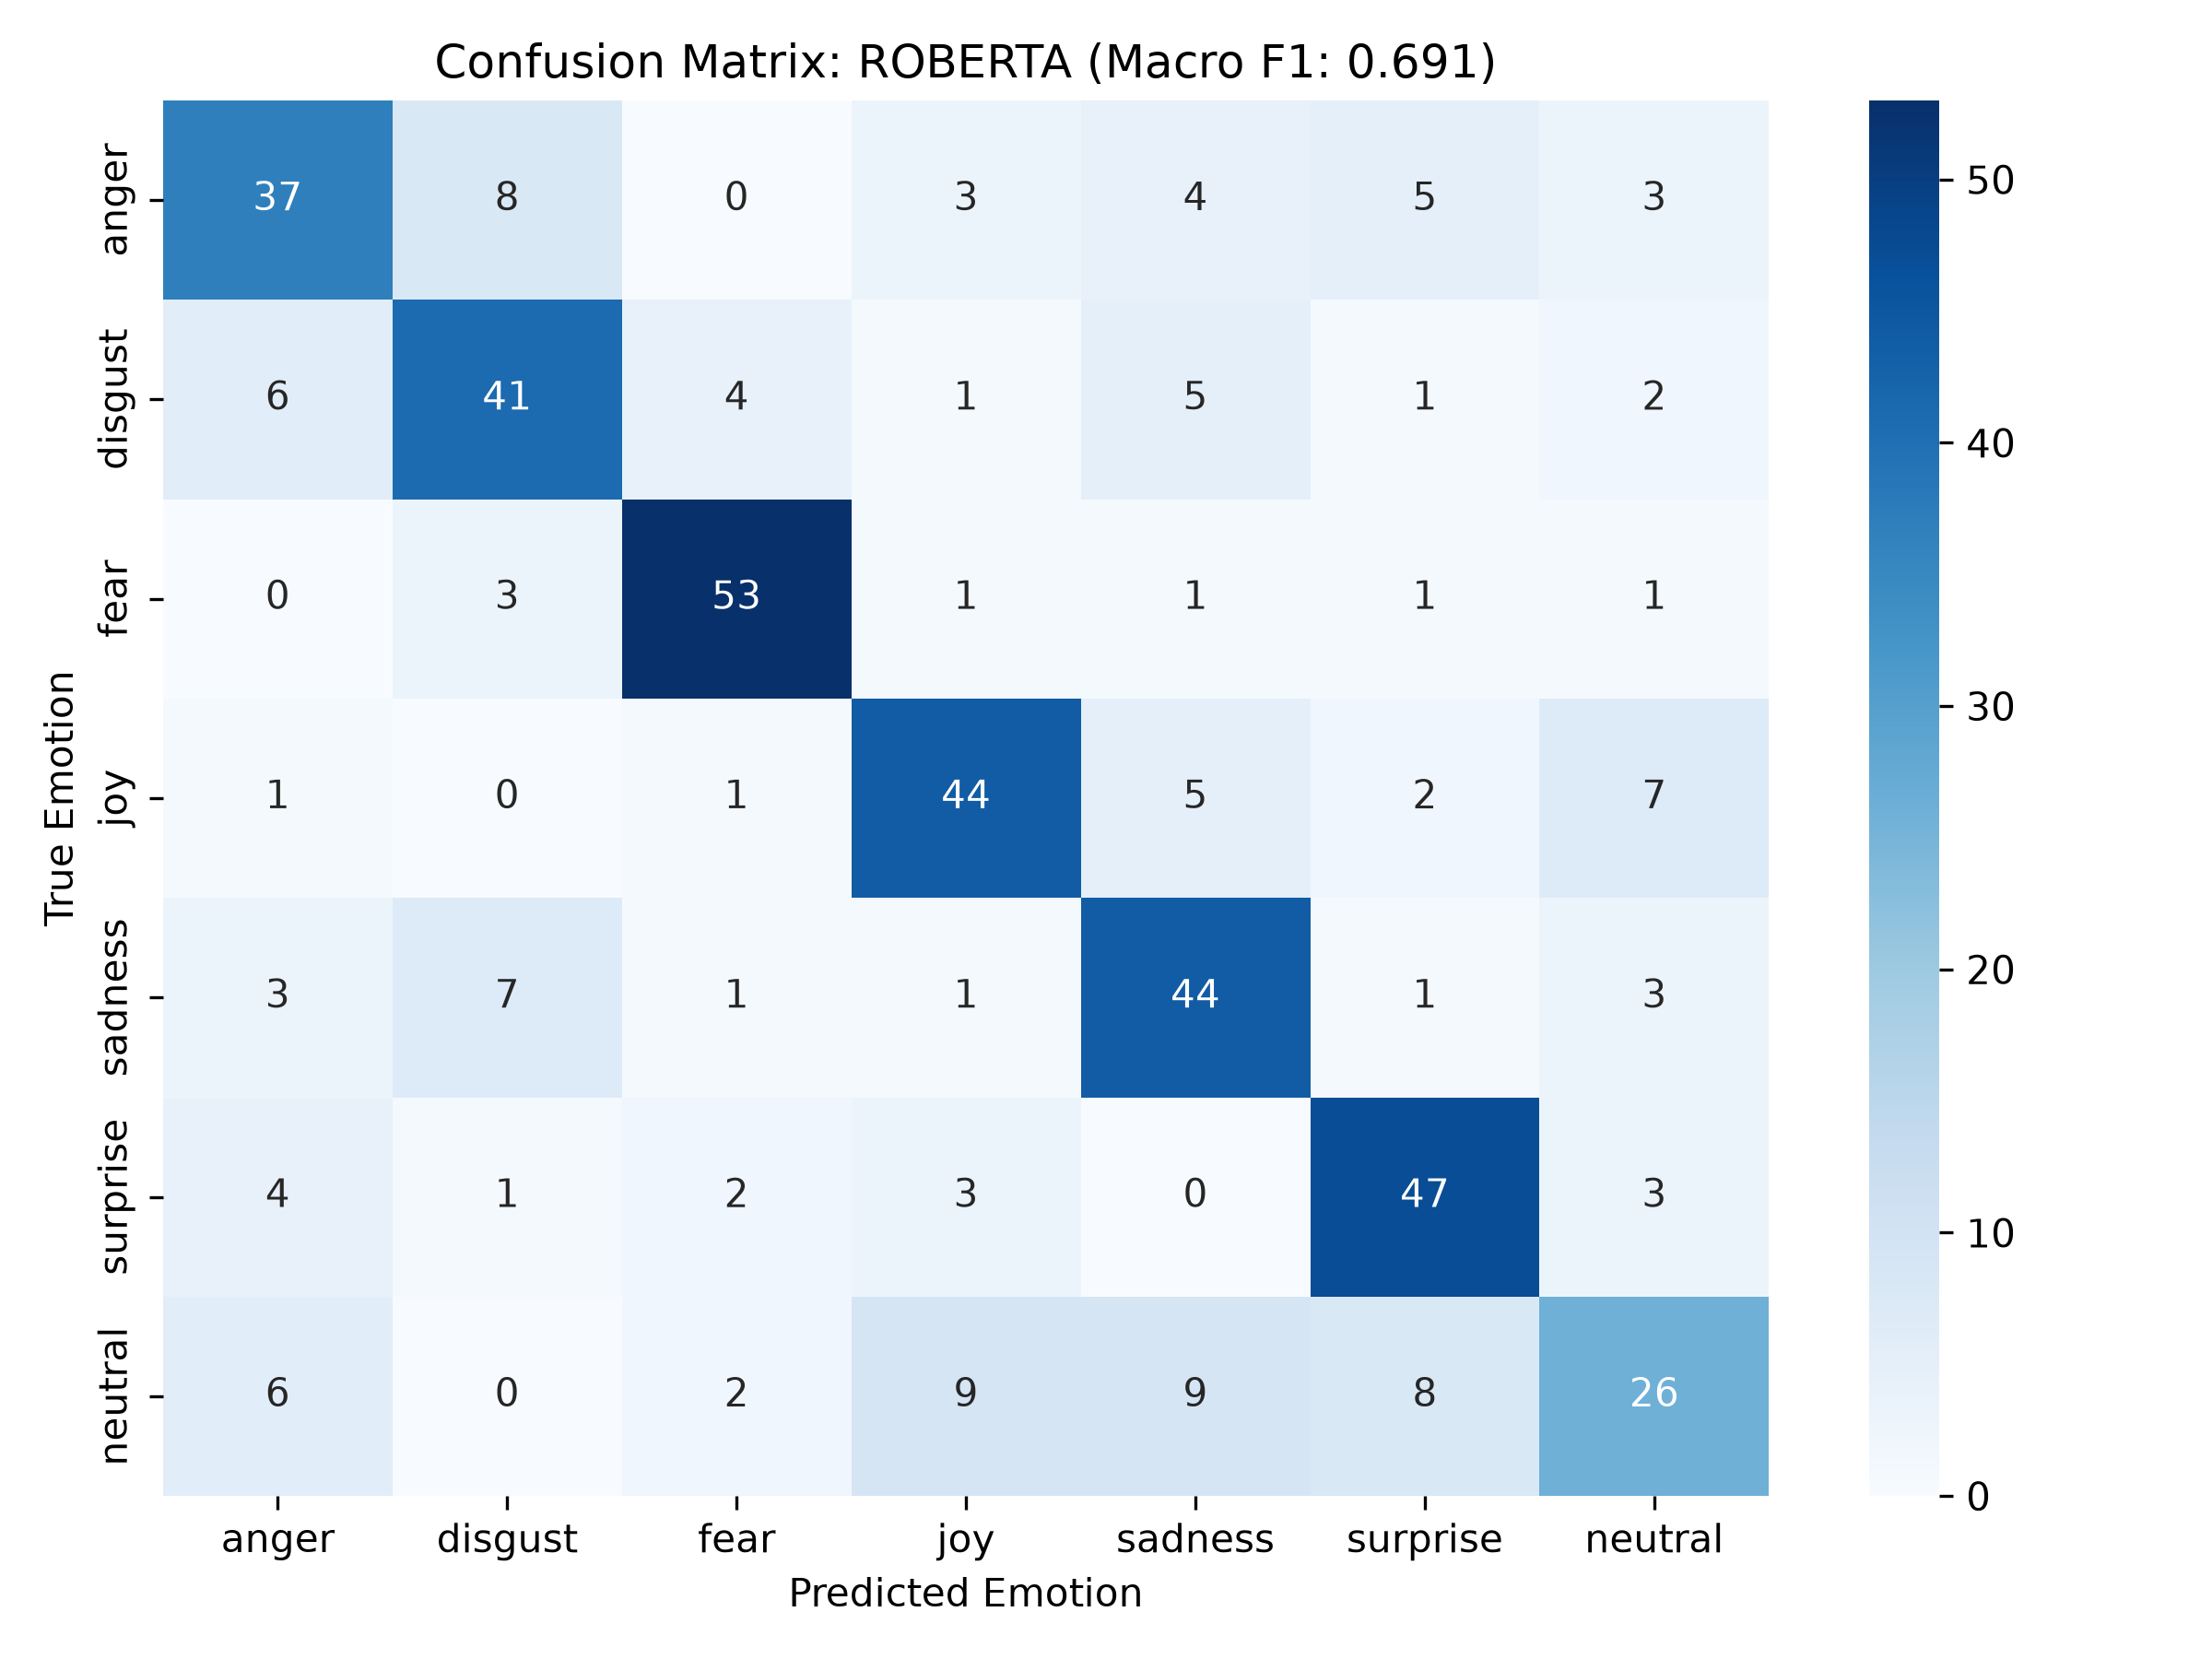 Confusion Matrix: ROBERTA (Macro F1: 0.691)
True Emotion
anger 37 8 0 3 4 5 3
disgust 6 41 4 1 5 1 2
fear 0 3 53 1 1 1 1
joy 1 0 1 44 5 2 7
sadness 3 7 1 1 44 1 3
surprise 4 1 2 3 0 47 3
neutral 6 0 2 9 9 8 26
anger disgust fear joy sadness surprise neutral
Predicted Emotion
50
40
30
20
10
0